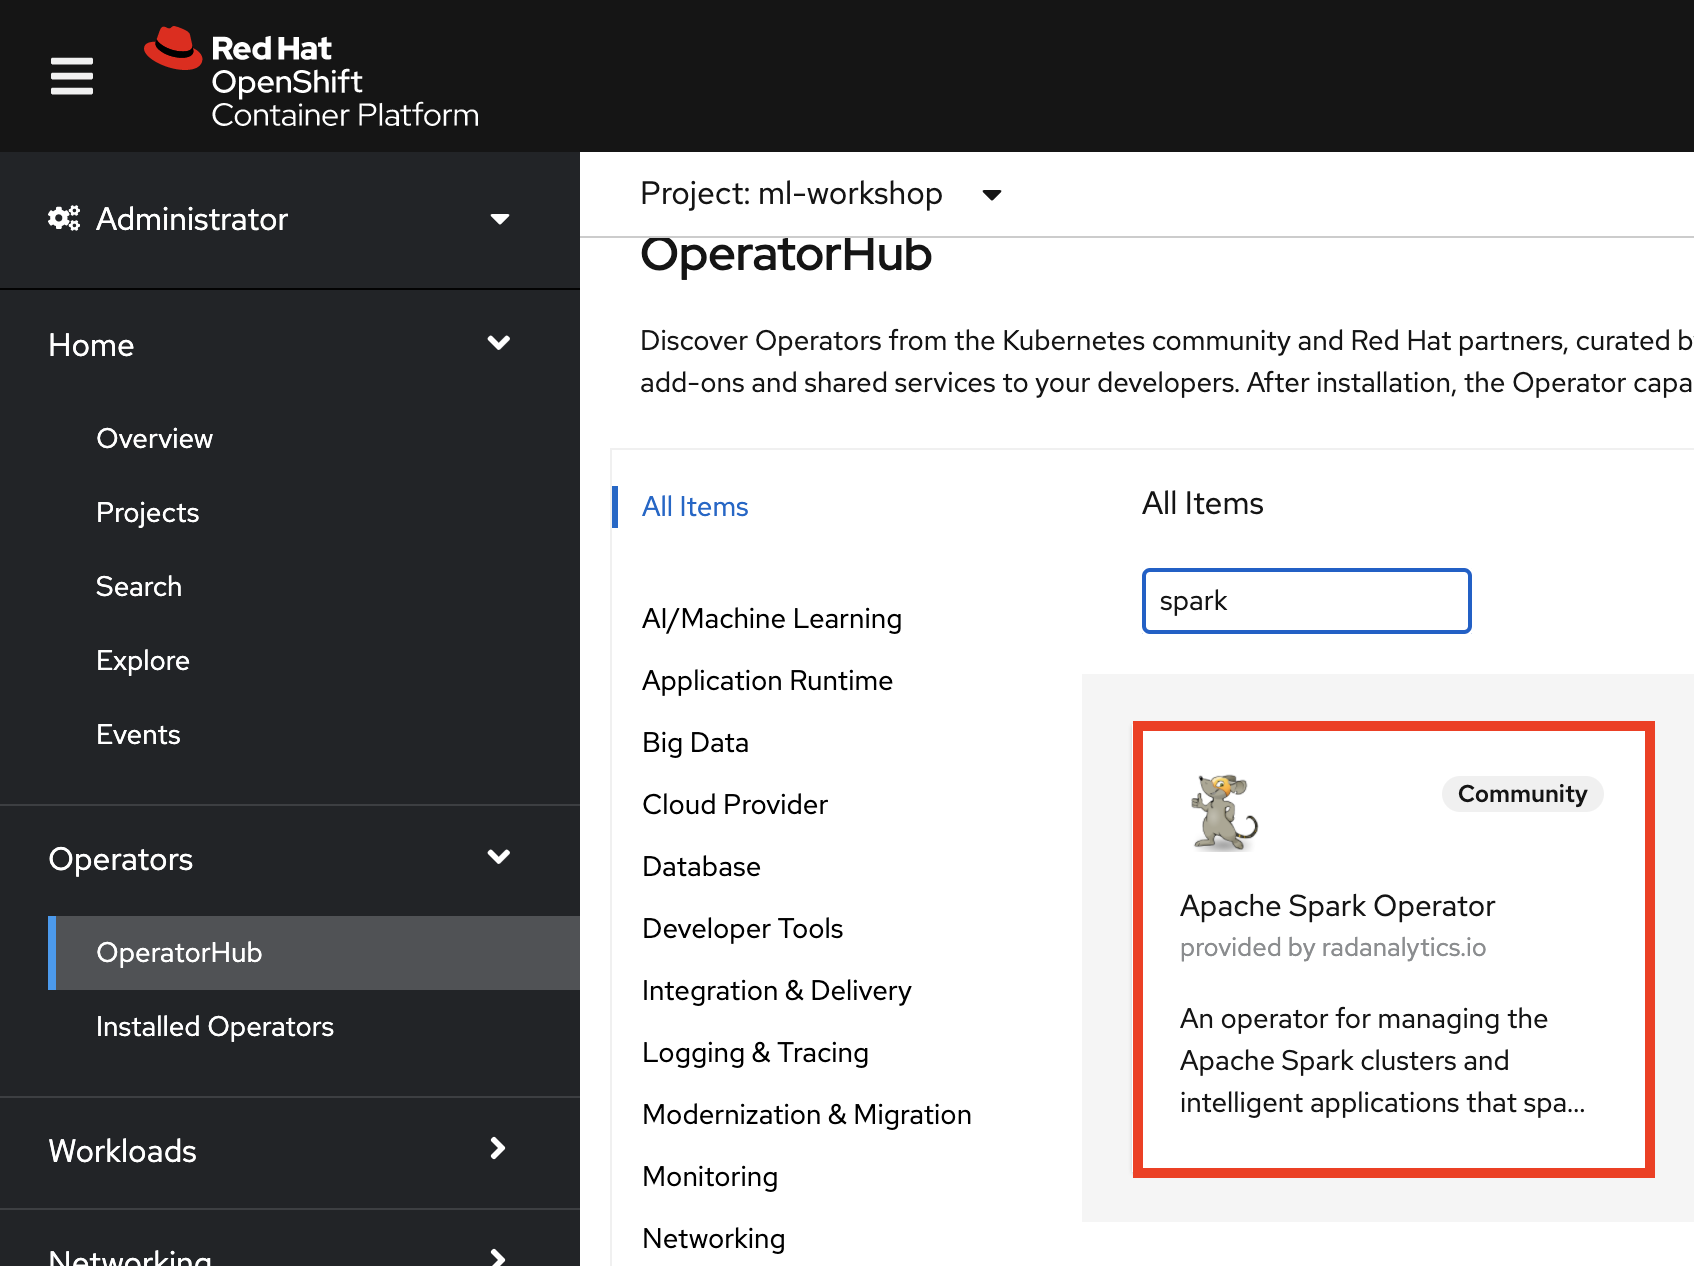 Red Hat
OpenShift
Container Platform
Administrator
Home
Overview
Projects
Search
Explore
Events
Operators
OperatorHub
Installed Operators
Workloads
Networking
Project: ml-workshop
OperatorHub
Discover Operators from the Kubernetes community and Red Hat partners, curated b
add-ons and shared services to your developers. After installation, the Operator capa
All Items
AI/Machine Learning
Application Runtime
Big Data
Cloud Provider
Database
Developer Tools
Integration & Delivery
Logging & Tracing
Modernization & Migration
Monitoring
Networking
All Items
spark
Community
Apache Spark Operator
provided by radanalytics.io
An operator for managing the
Apache Spark clusters and
intelligent applications that spa...